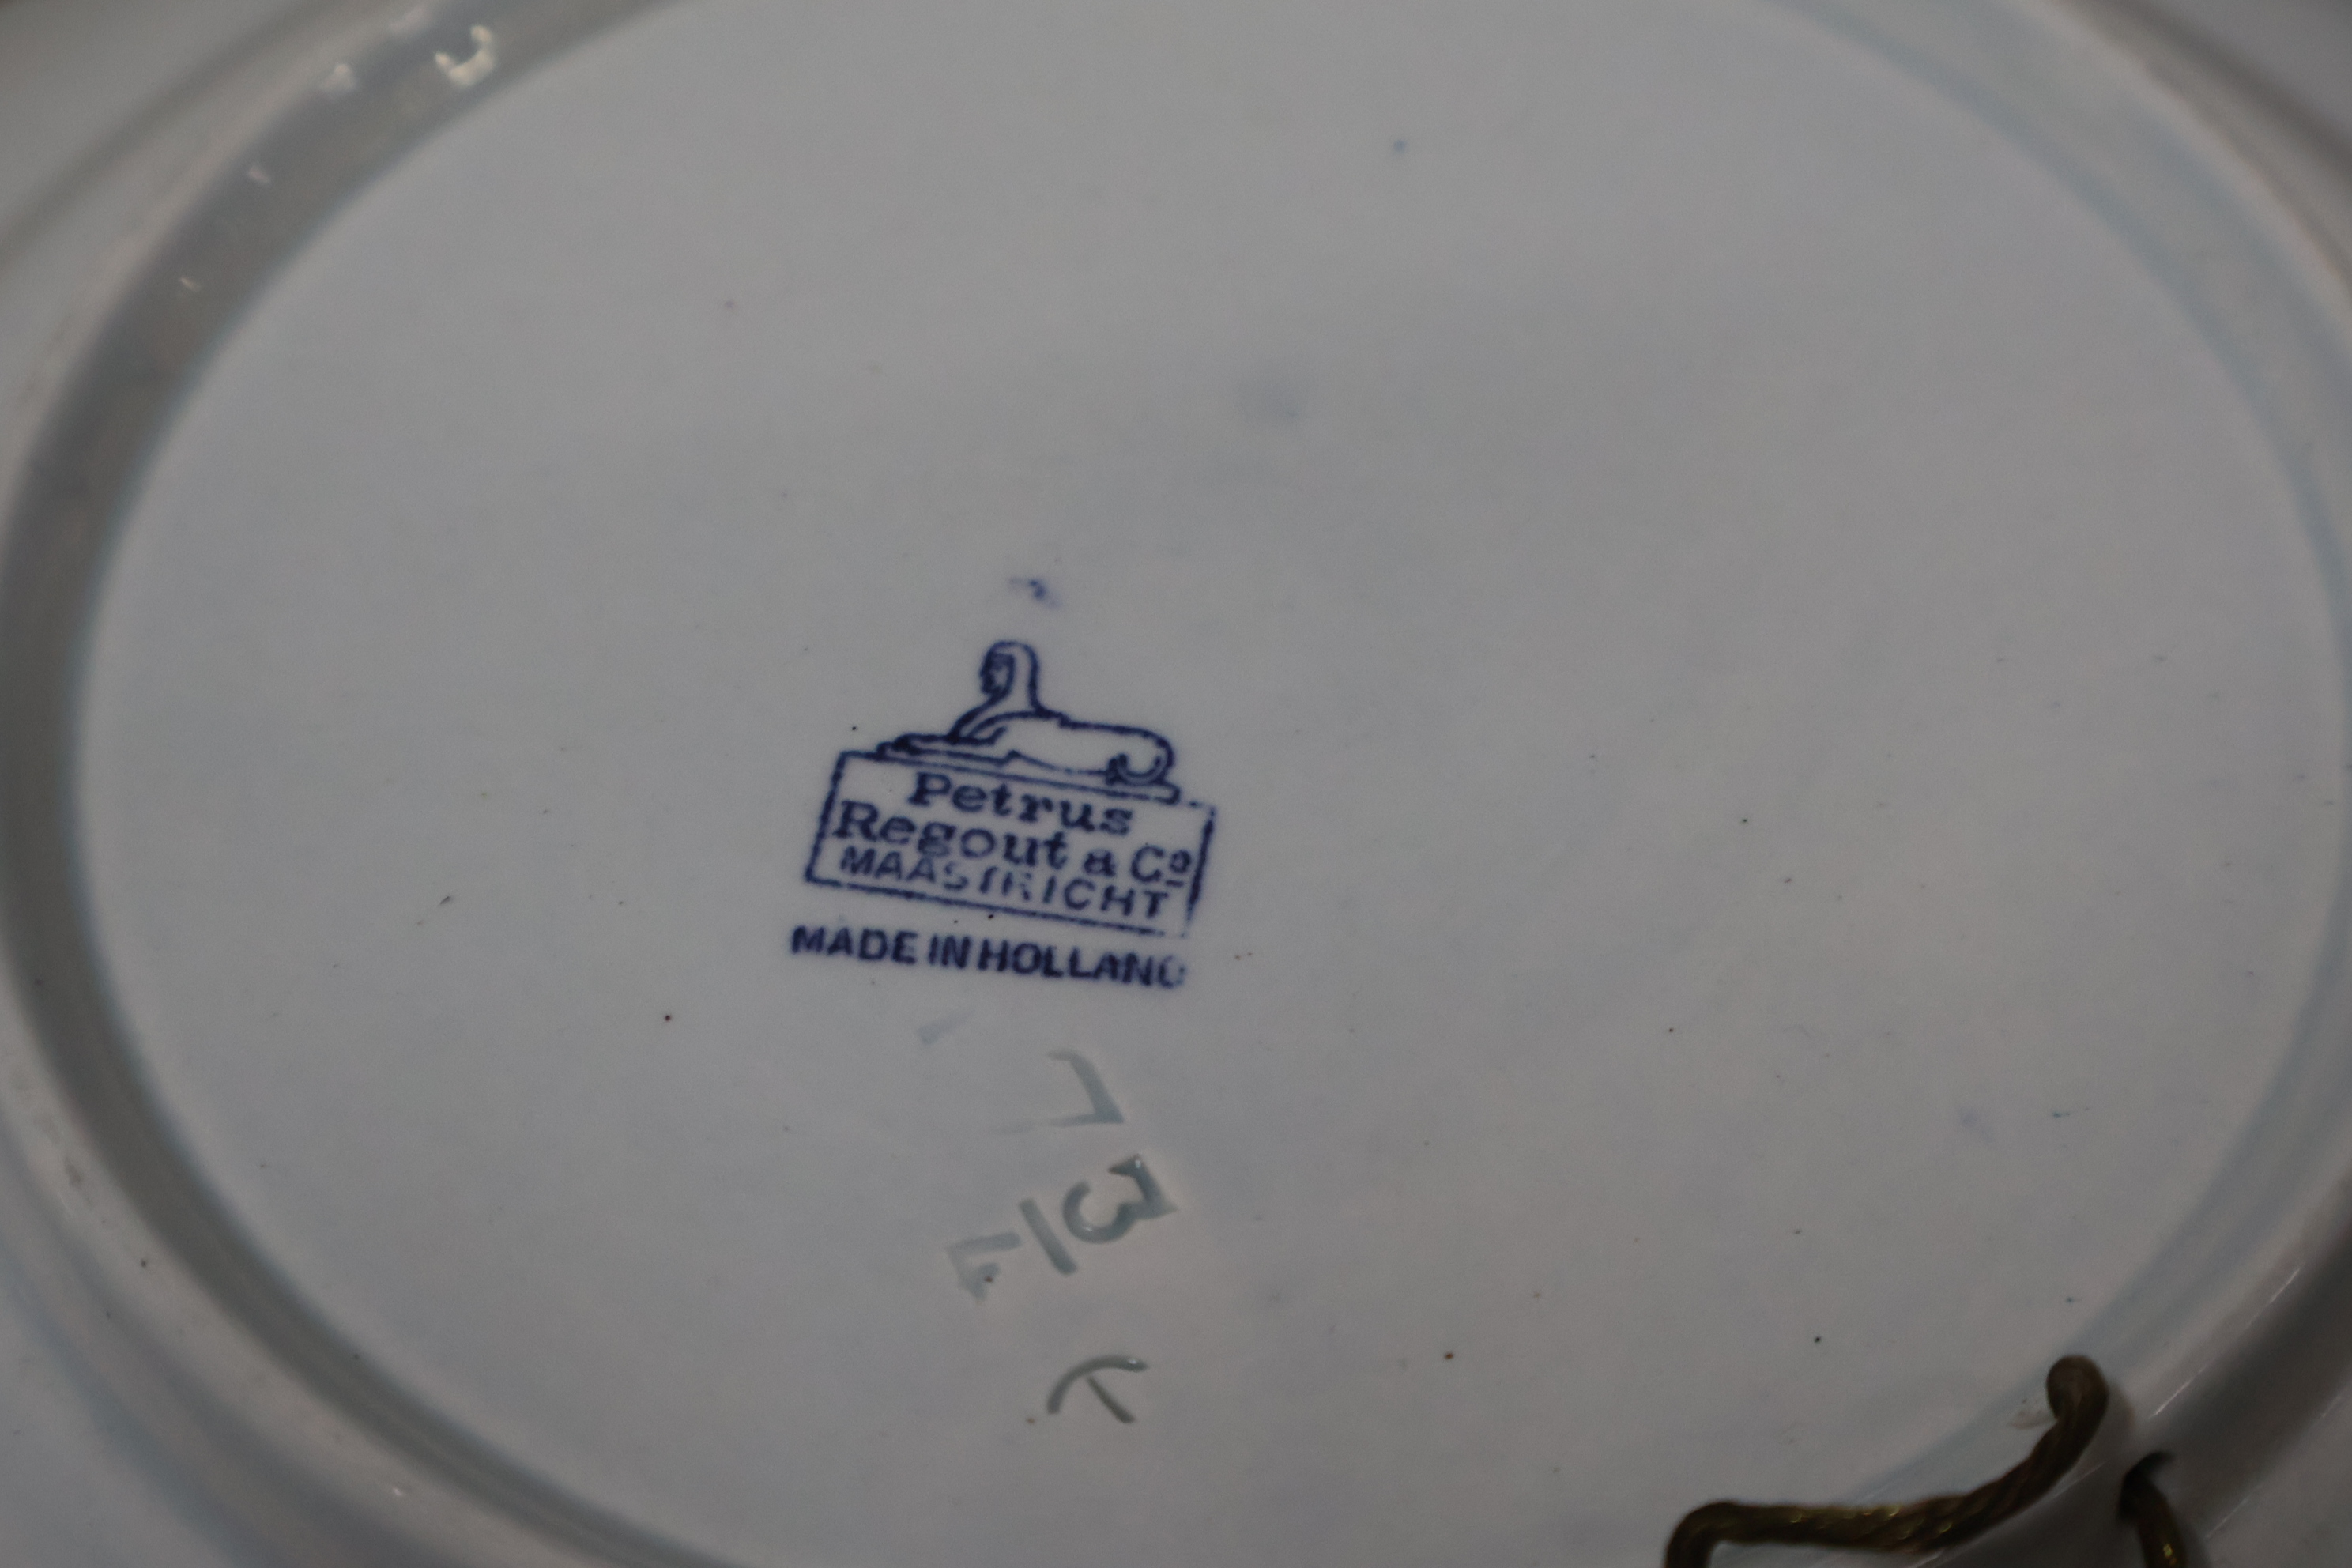 Petrus
Regout & Co
MAASTRICHT
MADE IN HOLLAND